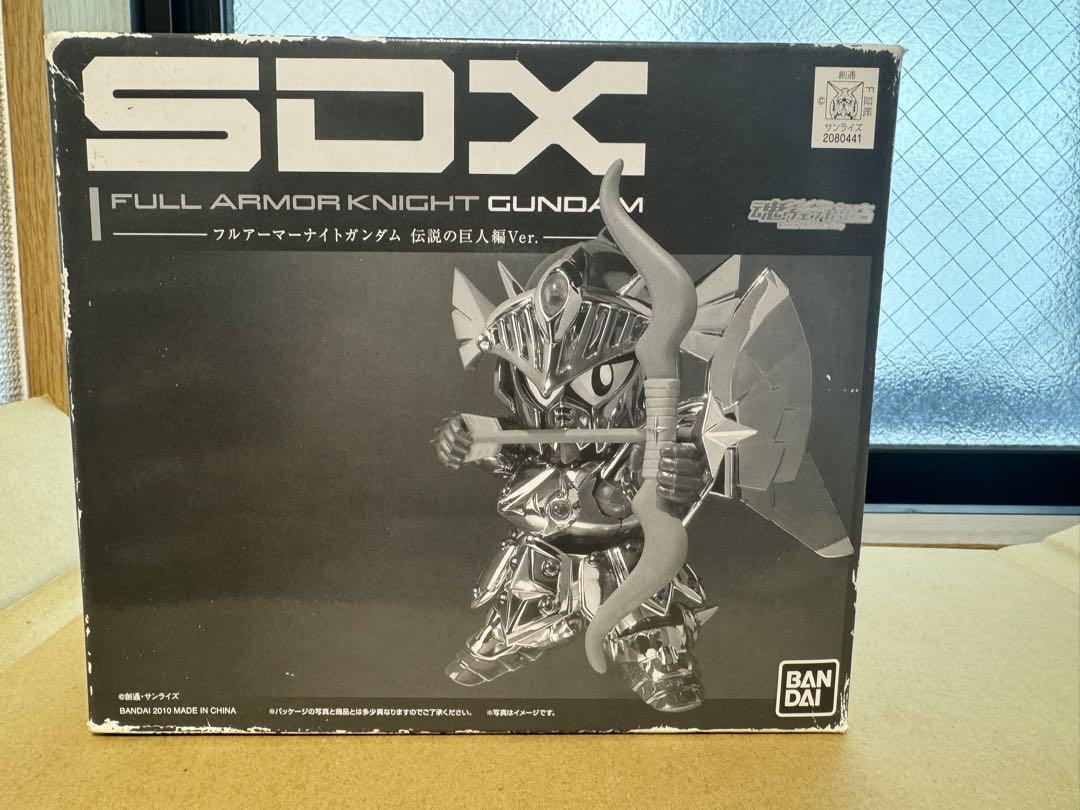 SDX
FULL ARMOR KNIGHT GUNDAM
フルアーマーナイトガンダム 伝説の巨人編Ver.
創通
©
サンライズ
2080441
魂ウェブ商店
©創通・サンライズ
BANDAI 2010 MADE IN CHINA
※パッケージの写真と商品とは多少異なりますのでご了承ください。 ※写真はイメージです。
BAN
DAI